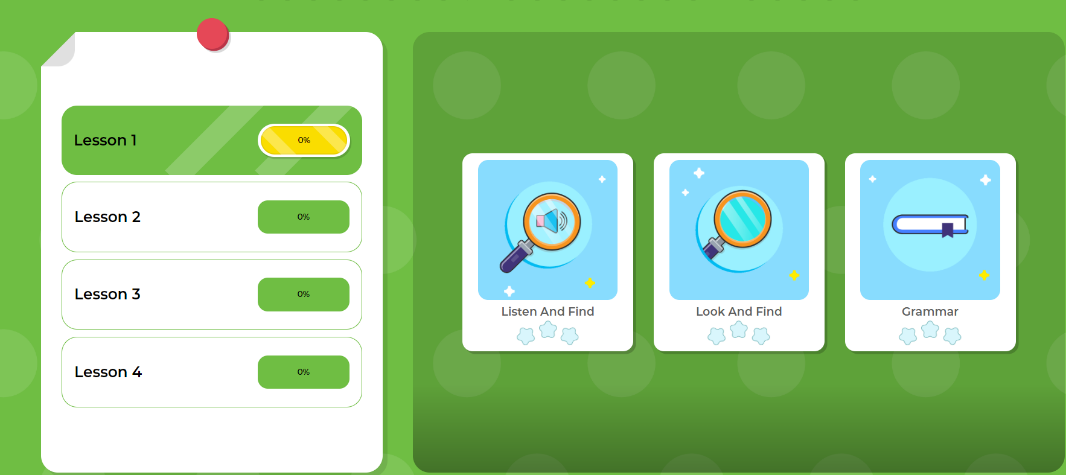 Lesson 1
0%
Lesson 2
0%
Lesson 3
0%
Lesson 4
0%
Listen And Find
Look And Find
Grammar